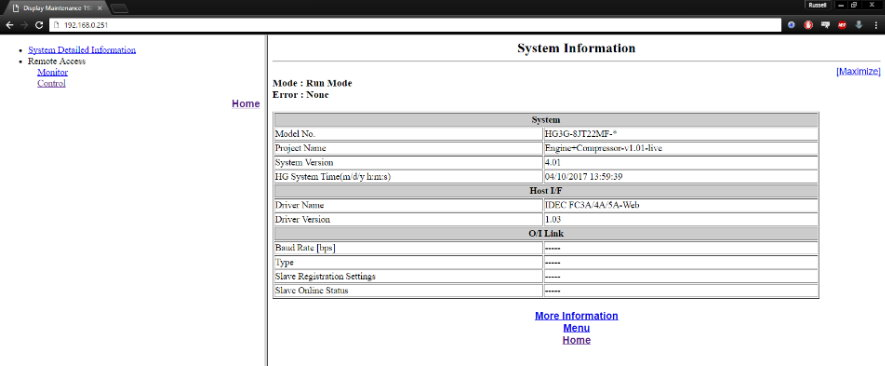 Display Maintenance
Russell
192.168.0.251
System Detailed Information
Remote Access
Monitor
Control
Home
System Information
[Maximize]
Mode : Run Mode
Error : None
System
Model No. HG3G-8JT22MF-*
Project Name Engine+Compressor-v1.01-live
System Version 4.01
HG System Time(m/d/y h:m:s) 04/10/2017 13:59:39
Host I/F
Driver Name IDEC FC3A/4A/5A-Web
Driver Version 1.03
O/I Link
Baud Rate [bps] -----
Type -----
Slave Registration Settings -----
Slave Online Status -----
More Information
Menu
Home